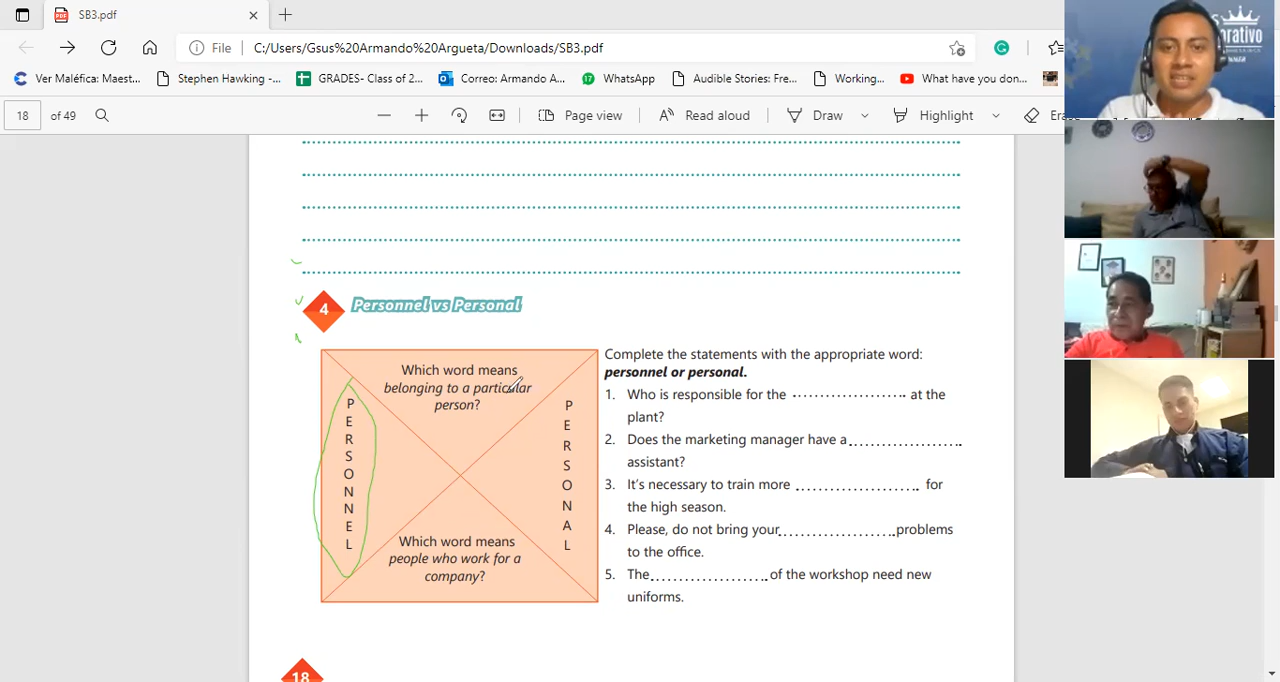 SB3.pdf
File
C:/Users/Gsus%20Armando%20Argueta/Downloads/SB3.pdf
Ver Maléfica: Maest...
Stephen Hawking -...
GRADES- Class of 2...
Correo: Armando A...
WhatsApp
Audible Stories: Fre...
Working...
What have you don...
18 of 49
Page view
Read aloud
Draw
Highlight
4 Personnel vs Personal
Which word means
belonging to a particular
person?
PERSONNEL
PERSONAL
Which word means
people who work for a
company?
Complete the statements with the appropriate word:
personnel or personal.
1. Who is responsible for the .................... at the
plant?
2. Does the marketing manager have a....................
assistant?
3. It's necessary to train more .................... for
the high season.
4. Please, do not bring your....................problems
to the office.
5. The....................of the workshop need new
uniforms.
18